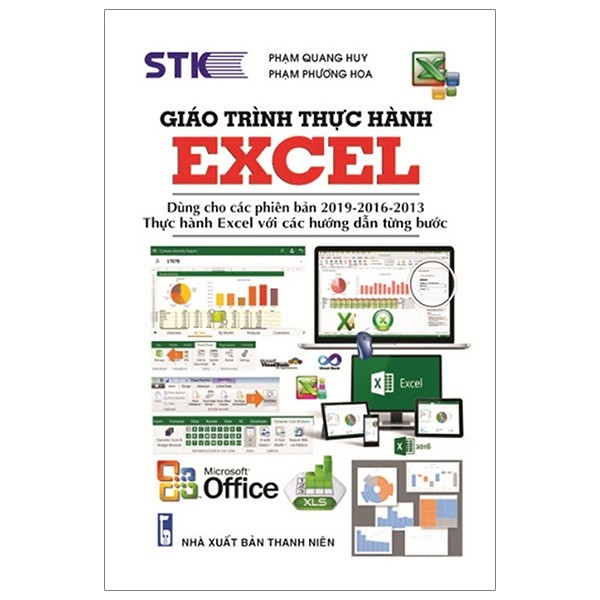 STK
PHẠM QUANG HUY
PHẠM PHƯƠNG HOA
GIÁO TRÌNH THỰC HÀNH
EXCEL
Dùng cho các phiên bản 2019-2016-2013
Thực hành Excel với các hướng dẫn từng bước
Excel
2016
Microsoft
Office
XLS
NHÀ XUẤT BẢN THANH NIÊN